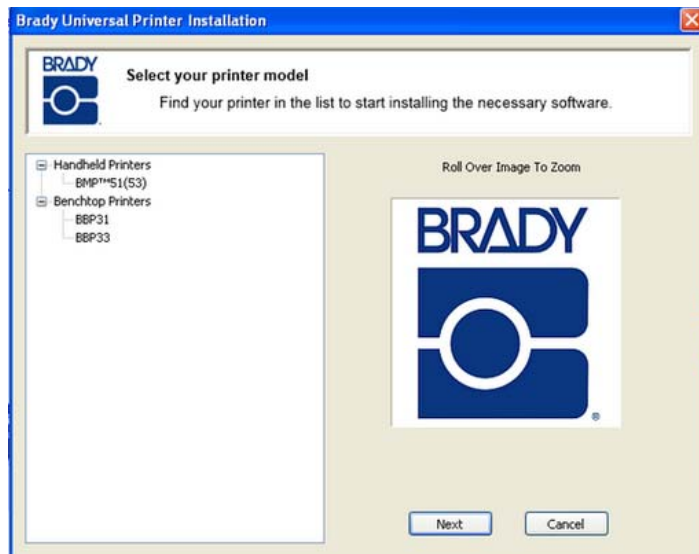 Brady Universal Printer Installation
BRADY
Select your printer model
Find your printer in the list to start installing the necessary software.
Handheld Printers
BMP™51(53)
Benchtop Printers
BBP31
BBP33
Roll Over Image To Zoom
BRADY
®
Next
Cancel